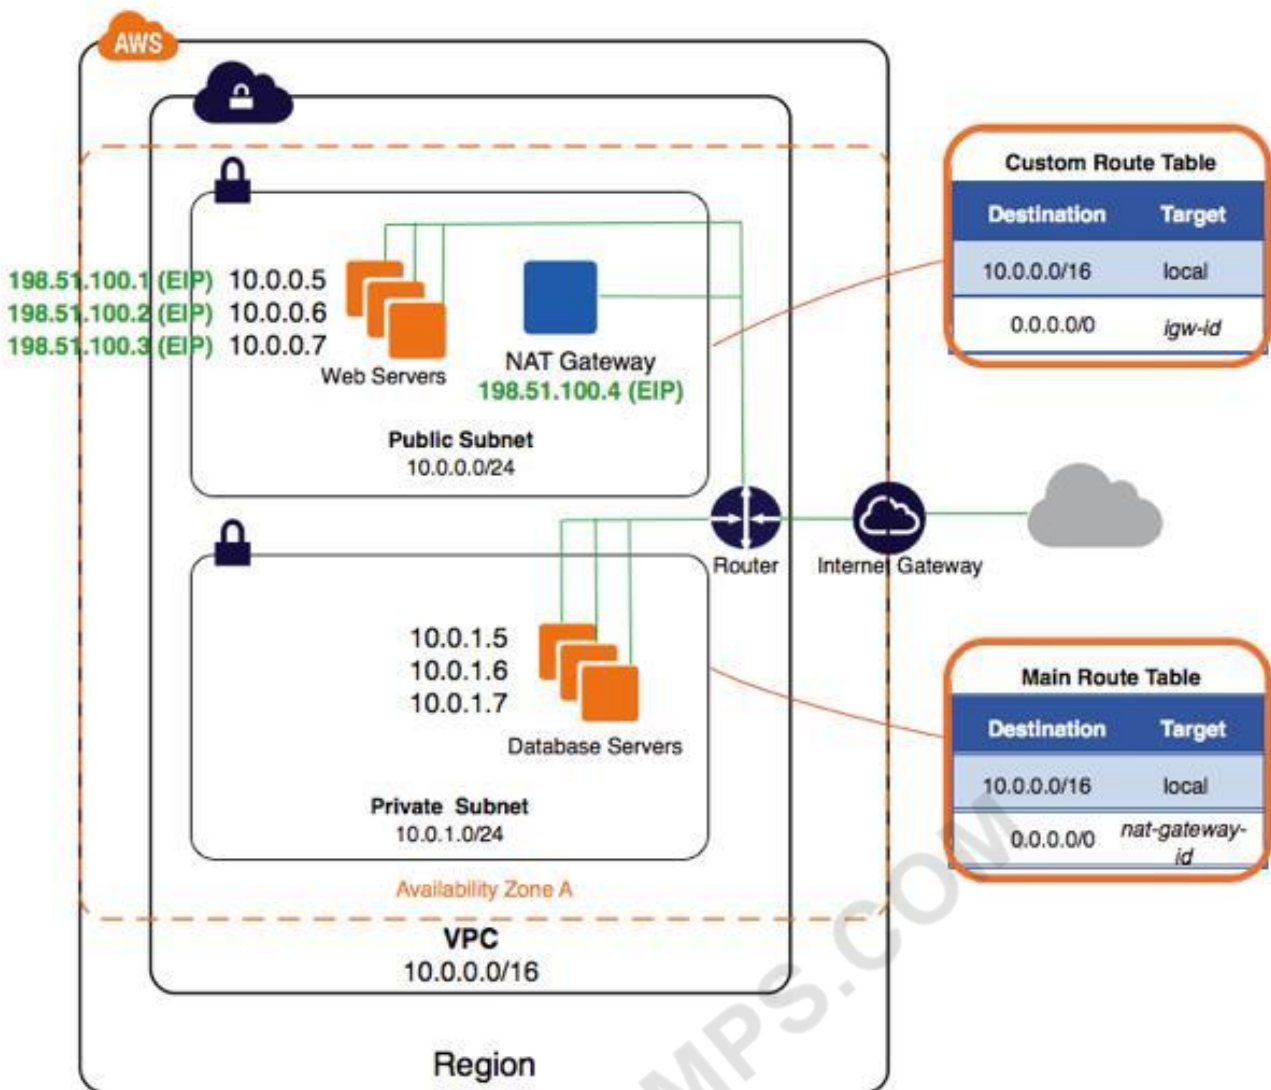 AWS
198.51.100.1 (EIP) 10.0.0.5
198.51.100.2 (EIP) 10.0.0.6
198.51.100.3 (EIP) 10.0.0.7
Web Servers
NAT Gateway
198.51.100.4 (EIP)
Public Subnet
10.0.0.0/24
Custom Route Table
Destination Target
10.0.0.0/16 local
0.0.0.0/0 igw-id
Router
Internet Gateway
10.0.1.5
10.0.1.6
10.0.1.7
Database Servers
Private Subnet
10.0.1.0/24
Main Route Table
Destination Target
10.0.0.0/16 local
0.0.0.0/0 nat-gateway-
id
Availability Zone A
VPC
10.0.0.0/16
Region
MPS.COM